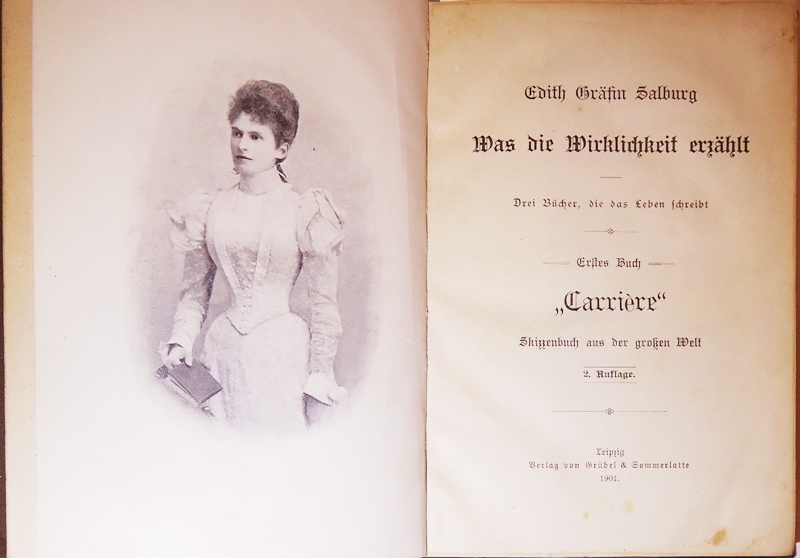 Edith Gräfin Salburg
Was die Wirklichkeit erzählt
Drei Bücher, die das Leben schreibt
Erstes Buch
„Carrière“
Skizzenbuch aus der großen Welt
2. Auflage.
Leipzig
Verlag von Grübel & Sommerlatte
1901.